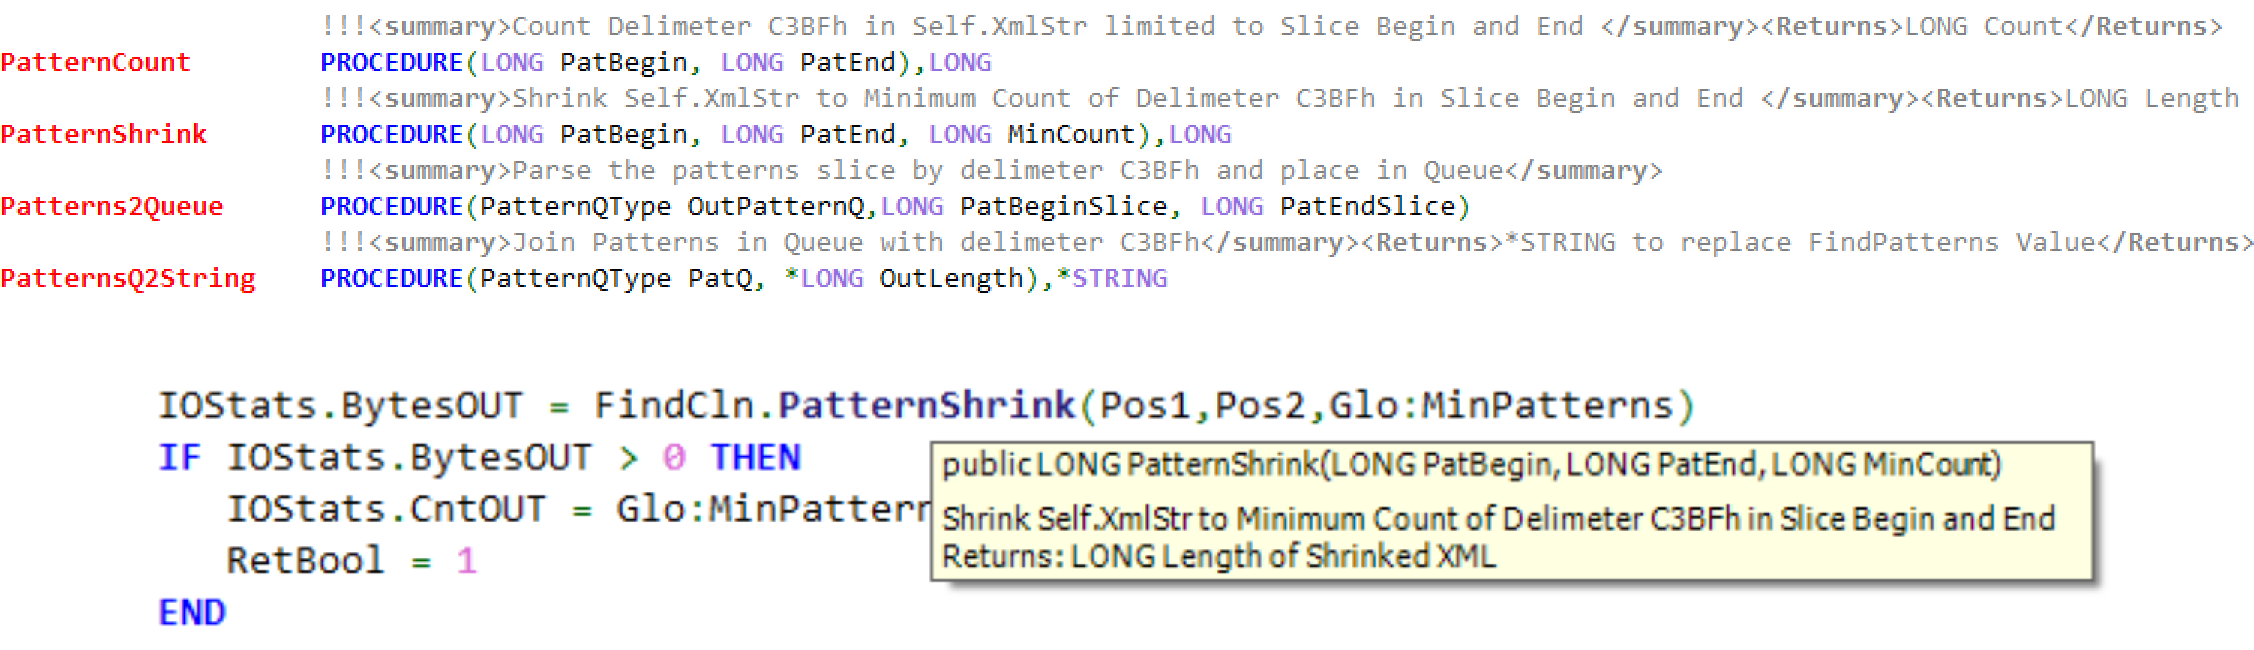 !!!<summary>Count Delimeter C3BFh in Self.XmlStr limited to Slice Begin and End </summary><Returns>LONG Count</Returns>
PatternCount PROCEDURE(LONG PatBegin, LONG PatEnd),LONG
!!!<summary>Shrink Self.XmlStr to Minimum Count of Delimeter C3BFh in Slice Begin and End </summary><Returns>LONG Length
PatternShrink PROCEDURE(LONG PatBegin, LONG PatEnd, LONG MinCount),LONG
!!!<summary>Parse the patterns slice by delimeter C3BFh and place in Queue</summary>
Patterns2Queue PROCEDURE(PatternQType OutPatternQ,LONG PatBeginSlice, LONG PatEndSlice)
!!!<summary>Join Patterns in Queue with delimeter C3BFh</summary><Returns>*STRING to replace FindPatterns Value</Returns>
PatternsQ2String PROCEDURE(PatternQType PatQ, *LONG OutLength),*STRING
IOStats.BytesOUT = FindCln.PatternShrink(Pos1,Pos2,Glo:MinPatterns)
IF IOStats.BytesOUT > 0 THEN
IOStats.CntOUT = Glo:MinPattern
RetBool = 1
END
public LONG PatternShrink(LONG PatBegin, LONG PatEnd, LONG MinCount)
Shrink Self.XmlStr to Minimum Count of Delimeter C3BFh in Slice Begin and End
Returns: LONG Length of Shrinked XML